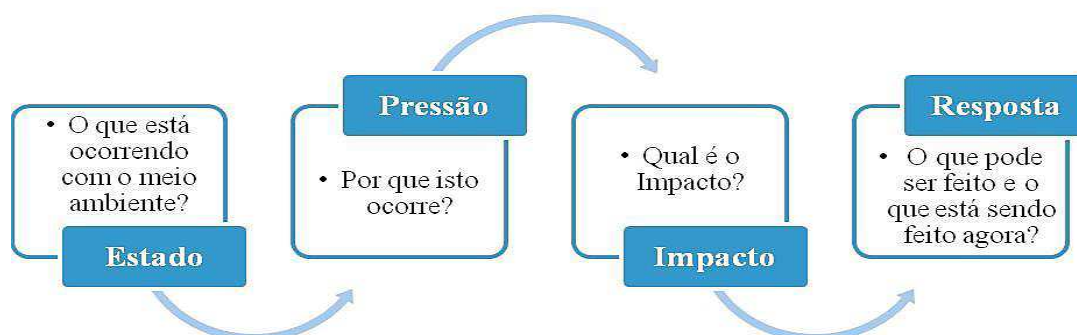 • O que está
ocorrendo
com o meio
ambiente?
Estado
Pressão
• Por que isto
ocorre?
• Qual é o
Impacto?
Impacto
Resposta
• O que pode
ser feito e o
que está sendo
feito agora?